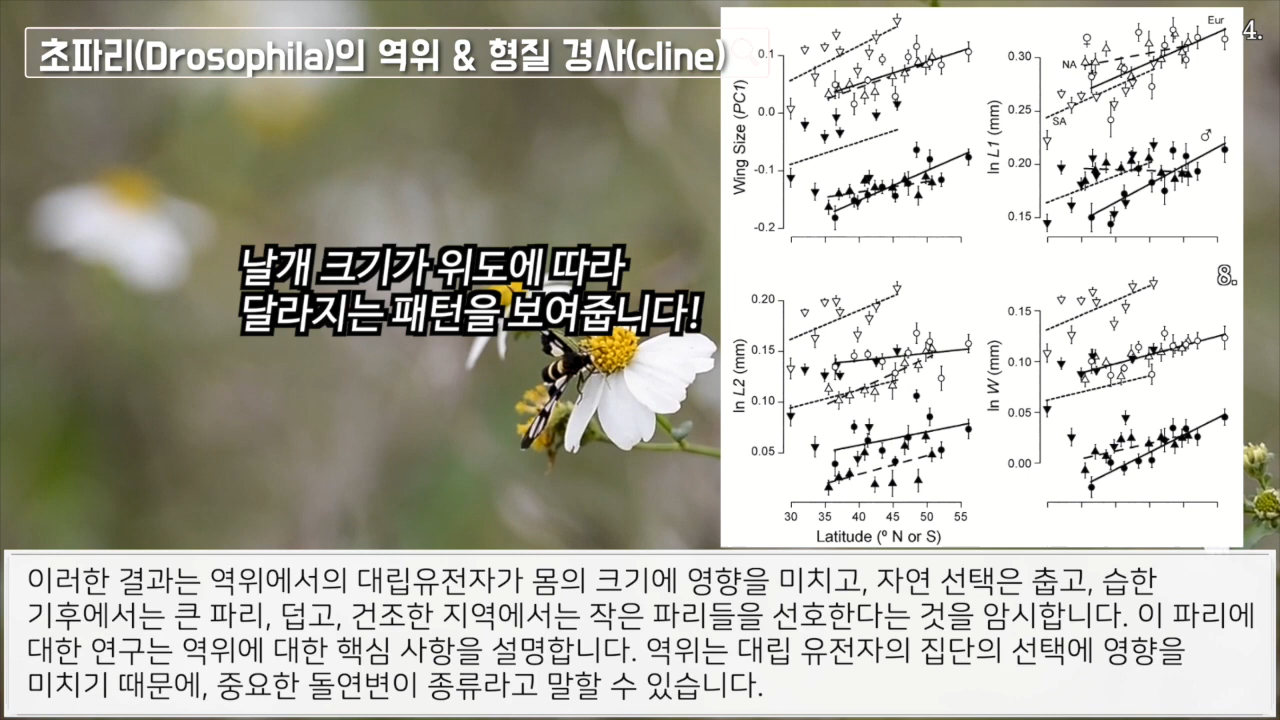 초파리(Drosophila)의 역위 & 형질 경사(cline)
4.
날개 크기가 위도에 따라
달라지는 패턴을 보여줍니다!
Wing Size (PC1)
0.1
0.0
-0.1
-0.2
ln L1 (mm)
0.30
0.25
0.20
0.15
Eur
NA
SA
♀
♂
8.
ln L2 (mm)
0.20
0.15
0.10
0.05
30 35 40 45 50 55
Latitude (º N or S)
ln W (mm)
0.15
0.10
0.05
0.00
이러한 결과는 역위에서의 대립유전자가 몸의 크기에 영향을 미치고, 자연 선택은 춥고, 습한
기후에서는 큰 파리, 덥고, 건조한 지역에서는 작은 파리들을 선호한다는 것을 암시합니다. 이 파리에
대한 연구는 역위에 대한 핵심 사항을 설명합니다. 역위는 대립 유전자의 집단의 선택에 영향을
미치기 때문에, 중요한 돌연변이 종류라고 말할 수 있습니다.